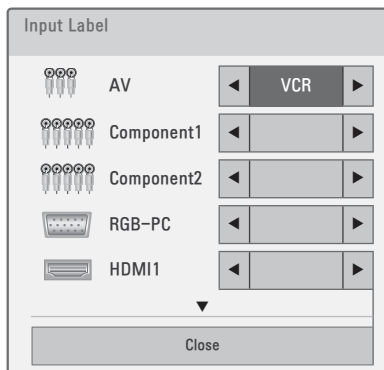 Input Label
AV ◀ VCR ▶
Component1 ◀ ▶
Component2 ◀ ▶
RGB-PC ◀ ▶
HDMI1 ◀ ▶
▼
Close